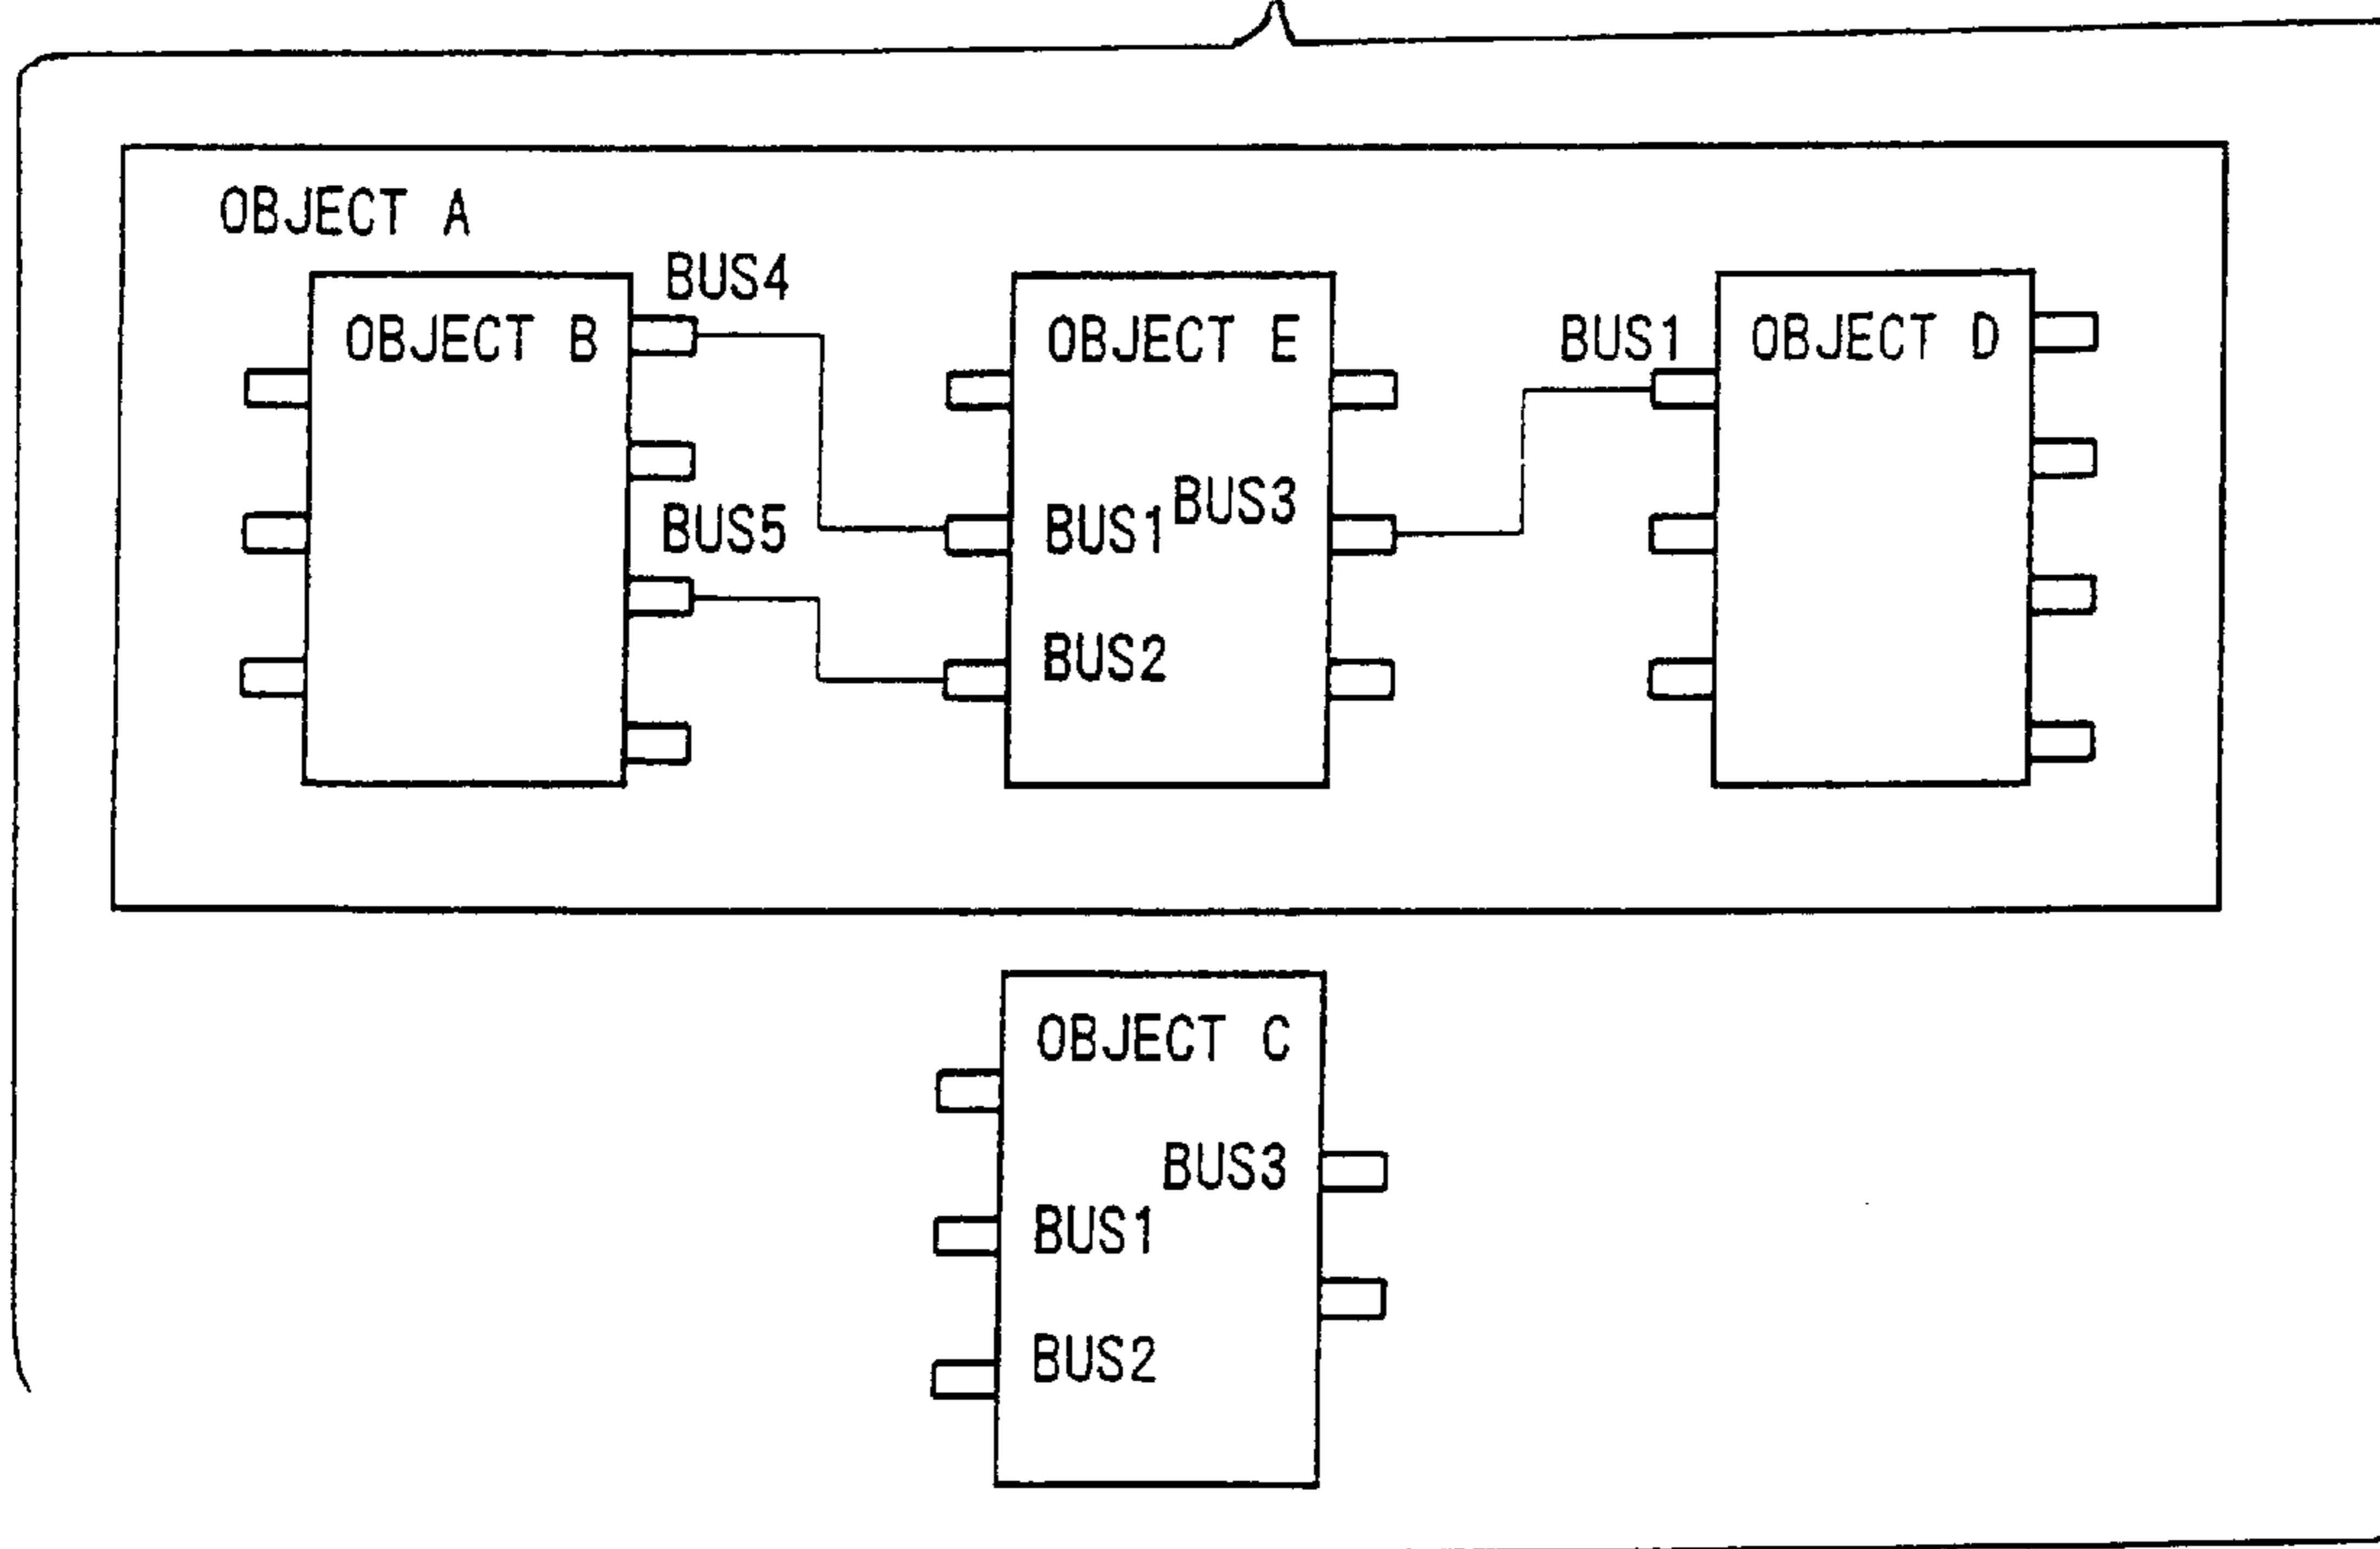 OBJECT A
BUS4
OBJECT B
OBJECT E
BUS1
OBJECT D
BUS5
BUS1
BUS3
BUS2
OBJECT C
BUS3
BUS1
BUS2